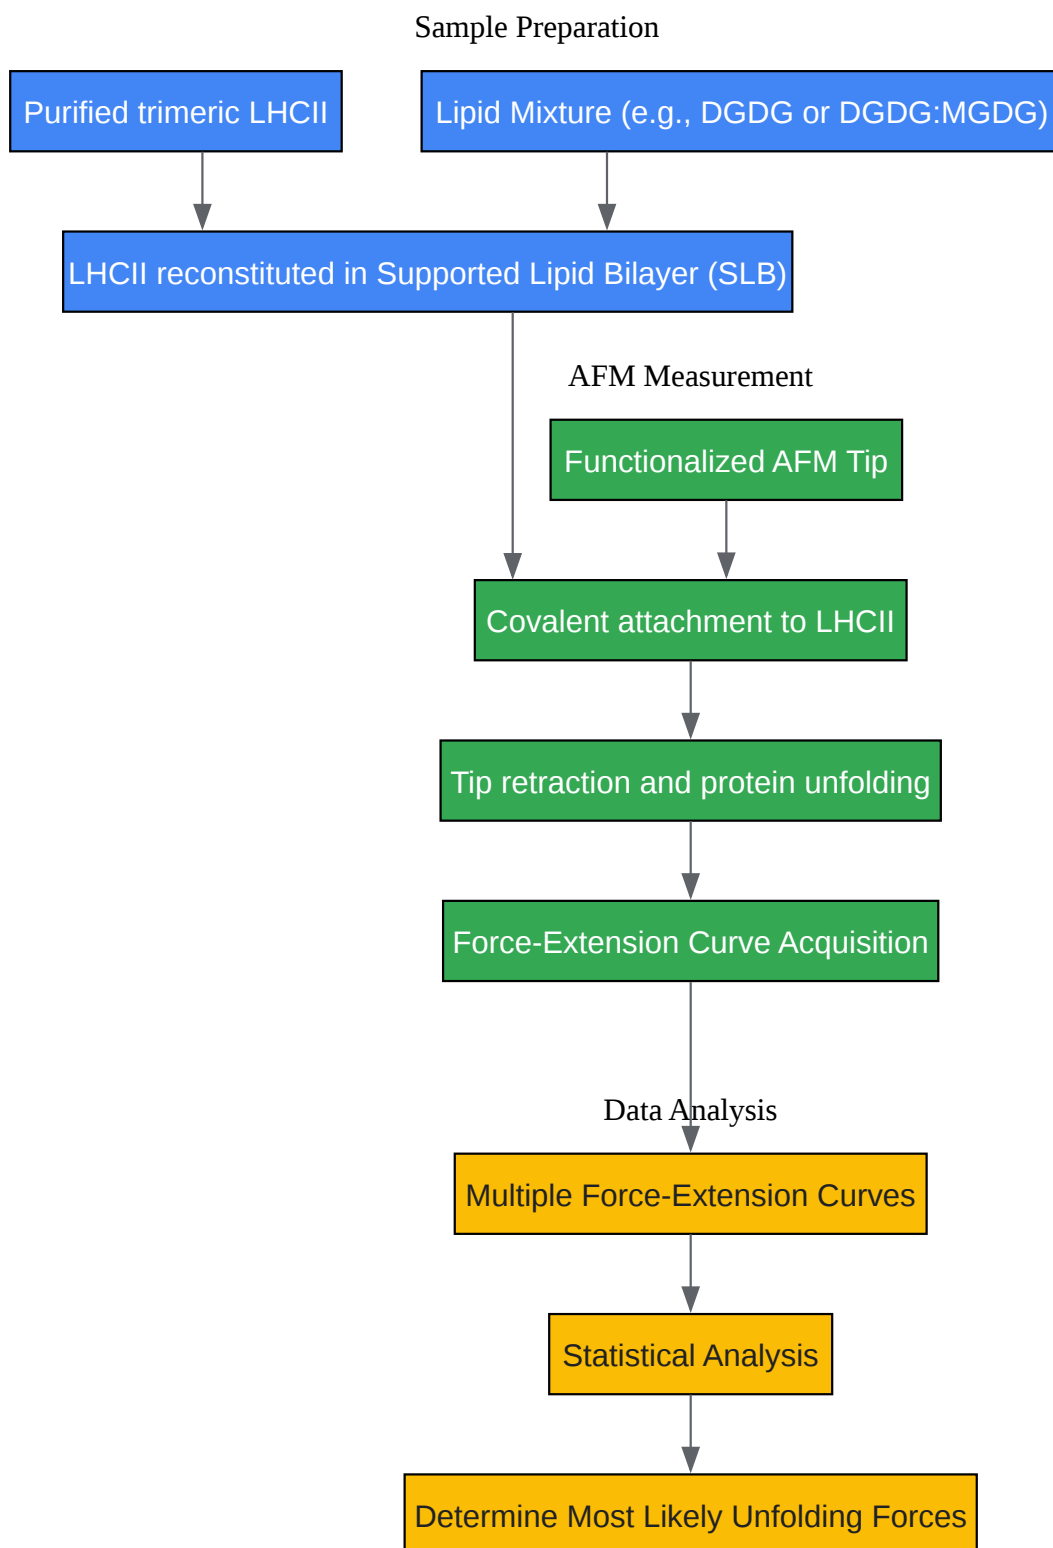 Sample Preparation
Purified trimeric LHCII
Lipid Mixture (e.g., DGDG or DGDG:MGDG)
LHCII reconstituted in Supported Lipid Bilayer (SLB)
AFM Measurement
Functionalized AFM Tip
Covalent attachment to LHCII
Tip retraction and protein unfolding
Force-Extension Curve Acquisition
Data Analysis
Multiple Force-Extension Curves
Statistical Analysis
Determine Most Likely Unfolding Forces